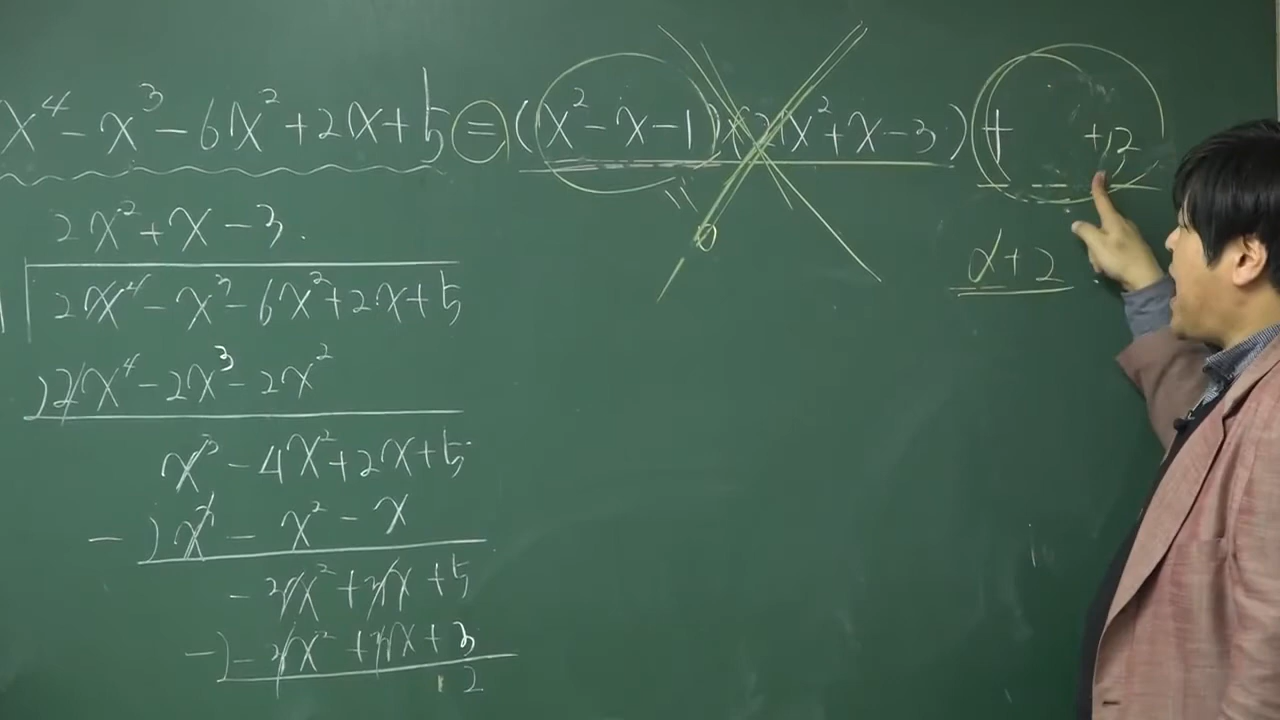 x⁴ - x³ - 6x² + 2x + 5 = (x² - x - 1)(2x² + x - 3) + +2
2x² + x - 3.
2x⁴ - x³ - 6x² + 2x + 5
) 2x⁴ - 2x³ - 2x²
x³ - 4x² + 2x + 5
-) x³ - x² - x
- 3x² + 3x + 5
-) - 3x² + 3x + 3
2
0
α + 2